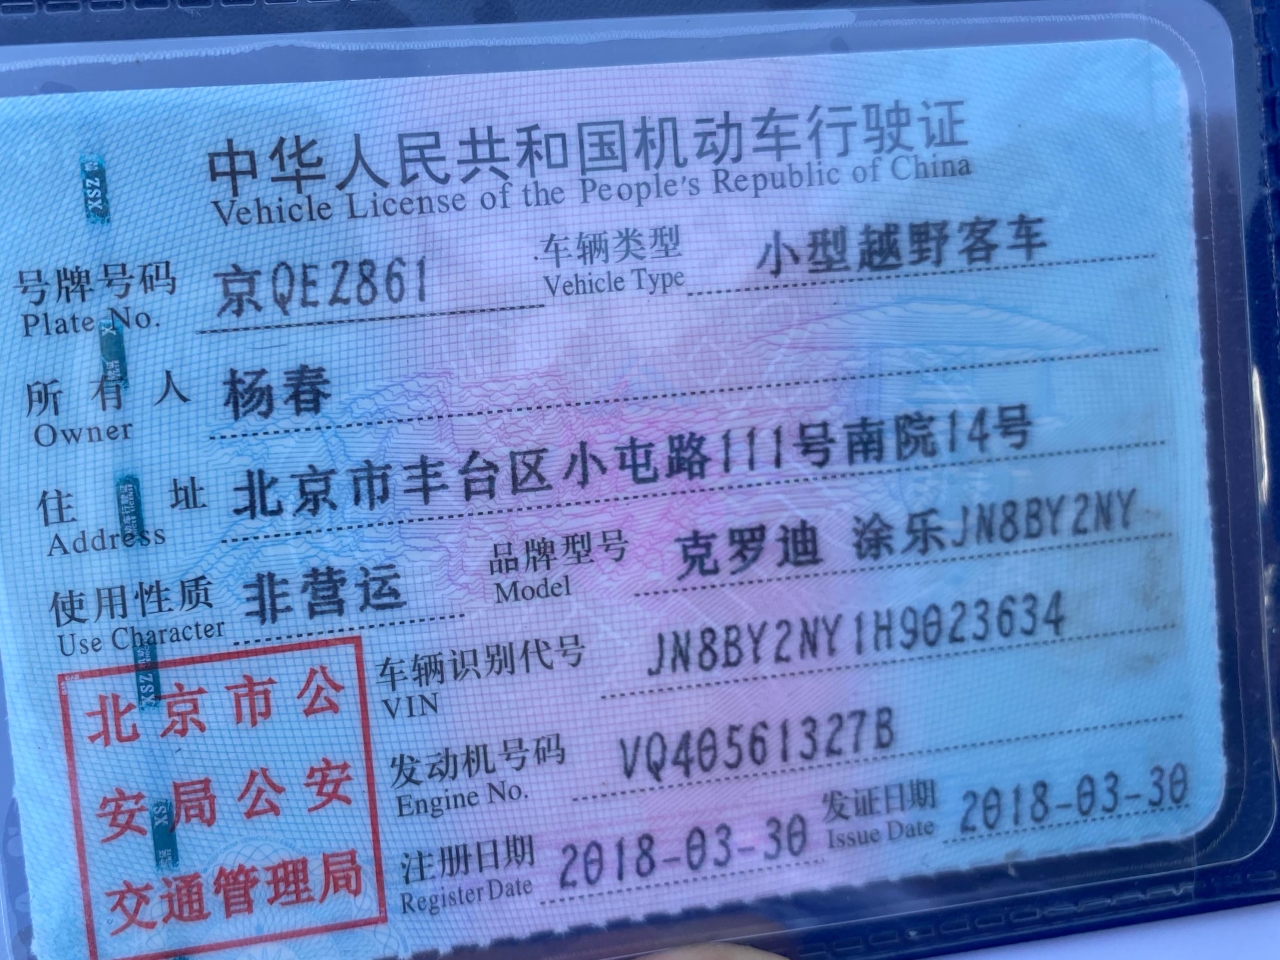 中华人民共和国机动车行驶证
Vehicle License of the People's Republic of China
号牌号码 京QEZ861 车辆类型 小型越野客车
Plate No. Vehicle Type
所有人 杨春
Owner
住址 北京市丰台区小屯路111号南院14号
Address
使用性质 非营运 品牌型号 克罗迪 涂乐JN8BY2NY
Use Character Model
车辆识别代号 JN8BY2NY1H9023634
VIN
发动机号码 VQ40561327B
Engine No.
注册日期 2018-03-30 发证日期 2018-03-30
Register Date Issue Date
北京市公
安局公安
交通管理局
ZSX
ZSX